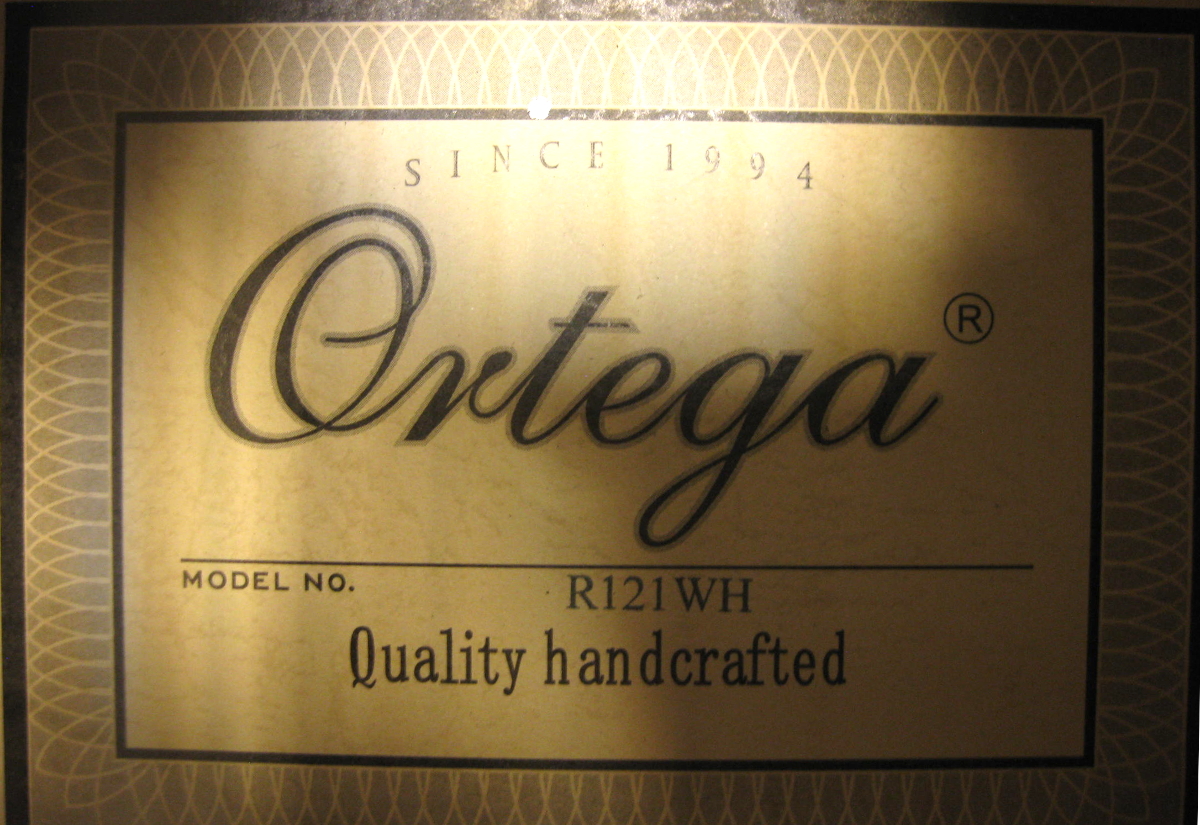 SINCE 1994
Ortega®
MODEL NO. R121WH
Quality handcrafted